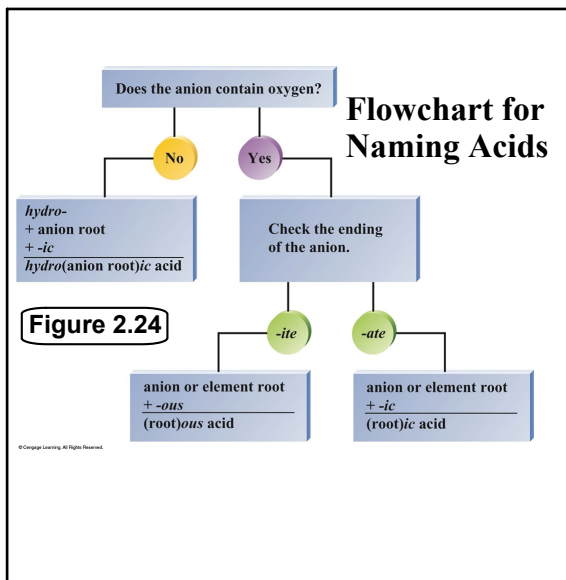 Does the anion contain oxygen?
Flowchart for
Naming Acids
No
Yes
hydro-
+ anion root
+ -ic
hydro(anion root)ic acid
Check the ending
of the anion.
Figure 2.24
-ite
-ate
anion or element root
+ -ous
(root)ous acid
anion or element root
+ -ic
(root)ic acid
© Cengage Learning. All Rights Reserved.